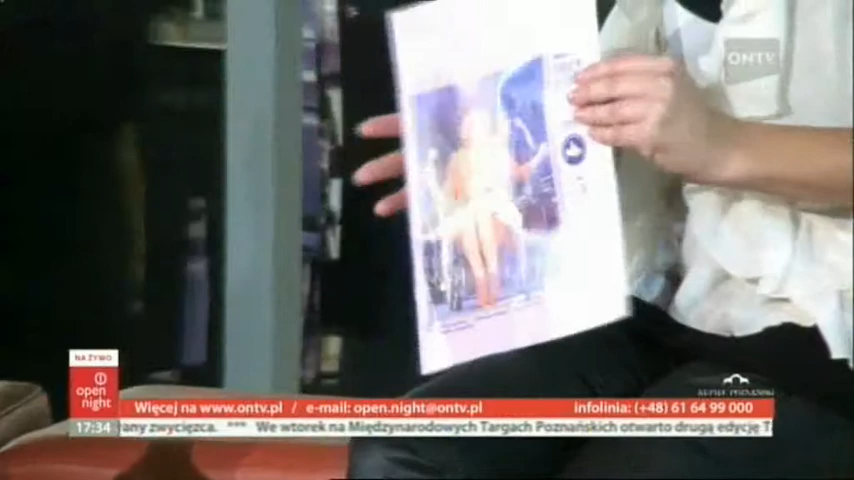 ONTV
NA ŻYWO
open
night
Więcej na www.ontv.pl / e-mail: open.night@ontv.pl
infolinia: (+48) 61 64 99 000
17:34
any zwycięzca. *** We wtorek na Międzynarodowych Targach Poznańskich otwarto drugą edycję T